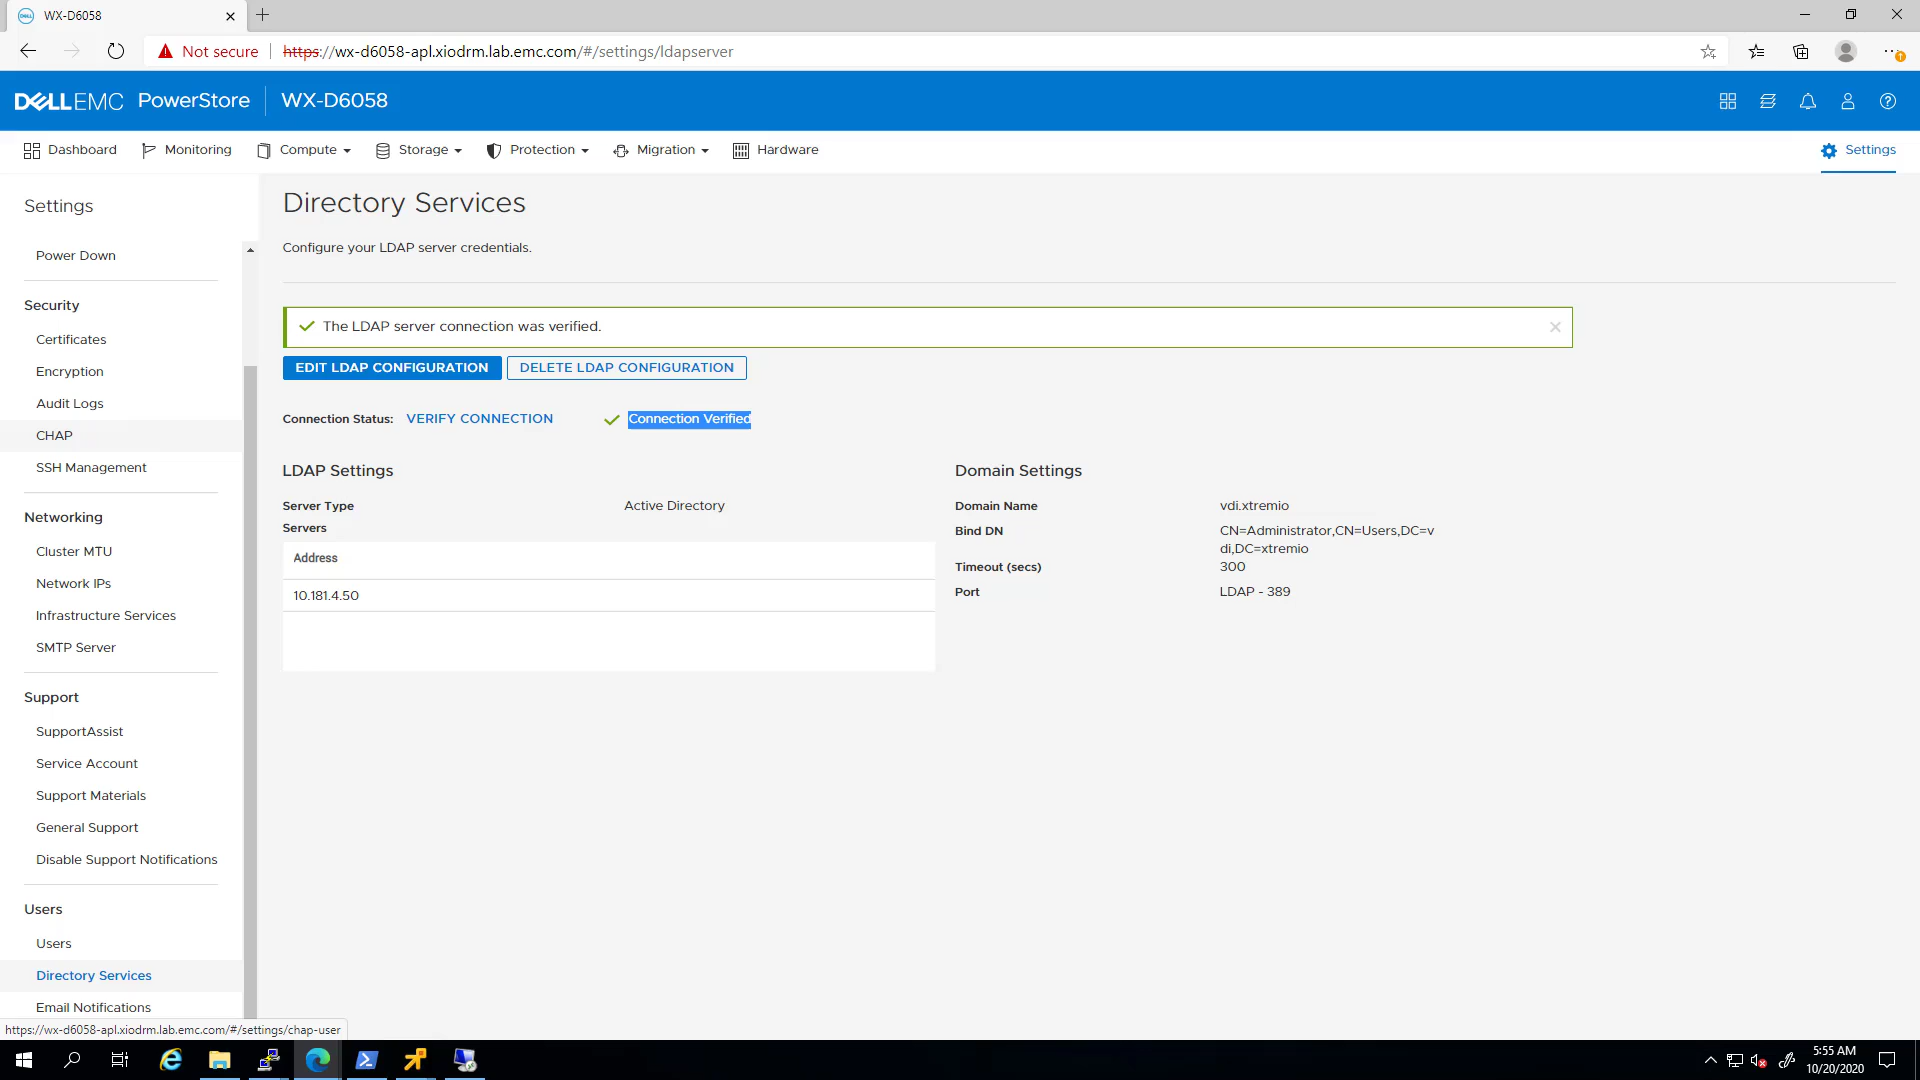 WX-D6058
Not secure
https://wx-d6058-apl.xiodrm.lab.emc.com/#/settings/ldapserver
DELLEMC PowerStore WX-D6058
Dashboard Monitoring Compute Storage Protection Migration Hardware Settings
Settings
Power Down
Security
Certificates
Encryption
Audit Logs
CHAP
SSH Management
Networking
Cluster MTU
Network IPs
Infrastructure Services
SMTP Server
Support
SupportAssist
Service Account
Support Materials
General Support
Disable Support Notifications
Users
Users
Directory Services
Email Notifications
Directory Services
Configure your LDAP server credentials.
The LDAP server connection was verified.
EDIT LDAP CONFIGURATION DELETE LDAP CONFIGURATION
Connection Status: VERIFY CONNECTION Connection Verified
LDAP Settings
Server Type Active Directory
Servers
Address
10.181.4.50
Domain Settings
Domain Name vdi.xtremio
Bind DN CN=Administrator,CN=Users,DC=v
di,DC=xtremio
Timeout (secs) 300
Port LDAP - 389
https://wx-d6058-apl.xiodrm.lab.emc.com/#/settings/chap-user
5:55 AM
10/20/2020